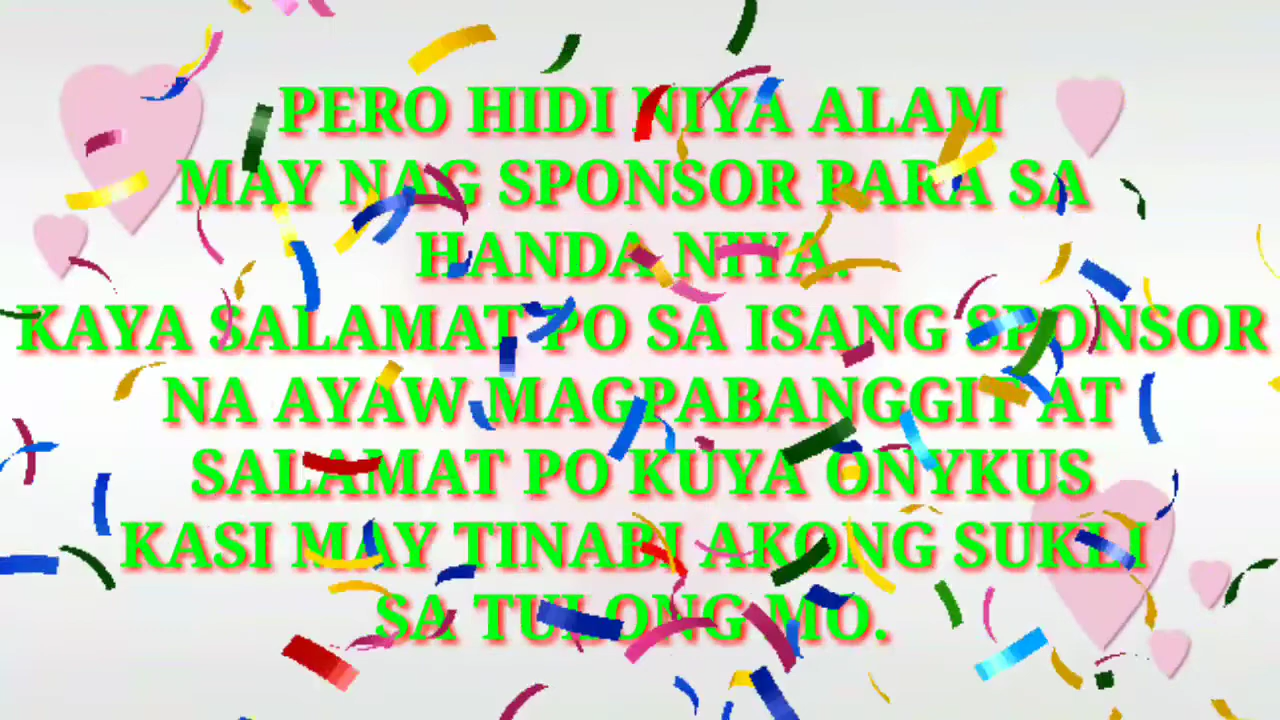 PERO HIDI NIYA ALAM
MAY NAG SPONSOR PARA SA
HANDA NIYA.
KAYA SALAMAT PO SA ISANG SPONSOR
NA AYAW MAGPABANGGIT AT
SALAMAT PO KUYA ONYKUS
KASI MAY TINABI AKONG SUKLI
SA TULONG MO.